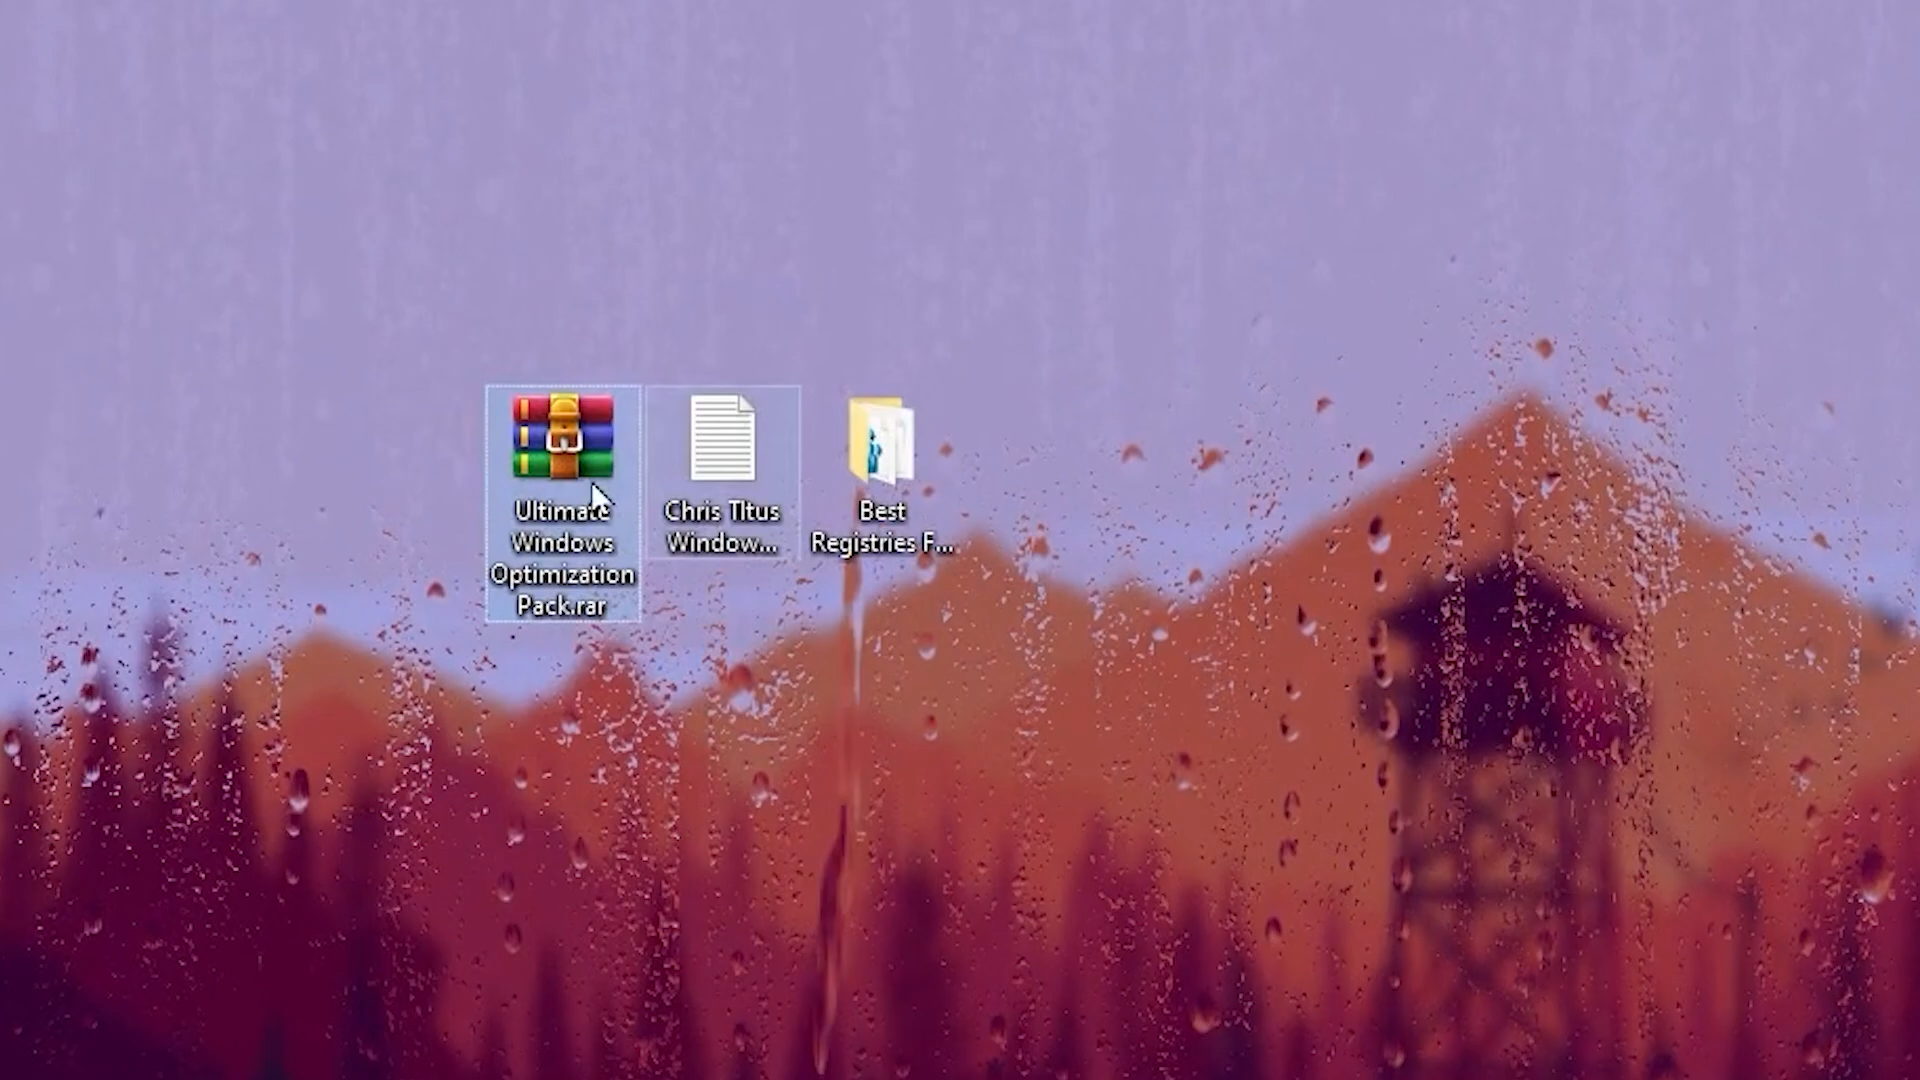 Ultimate
Windows
Optimization
Pack.rar
Chris TItus
Window...
Best
Registries F...